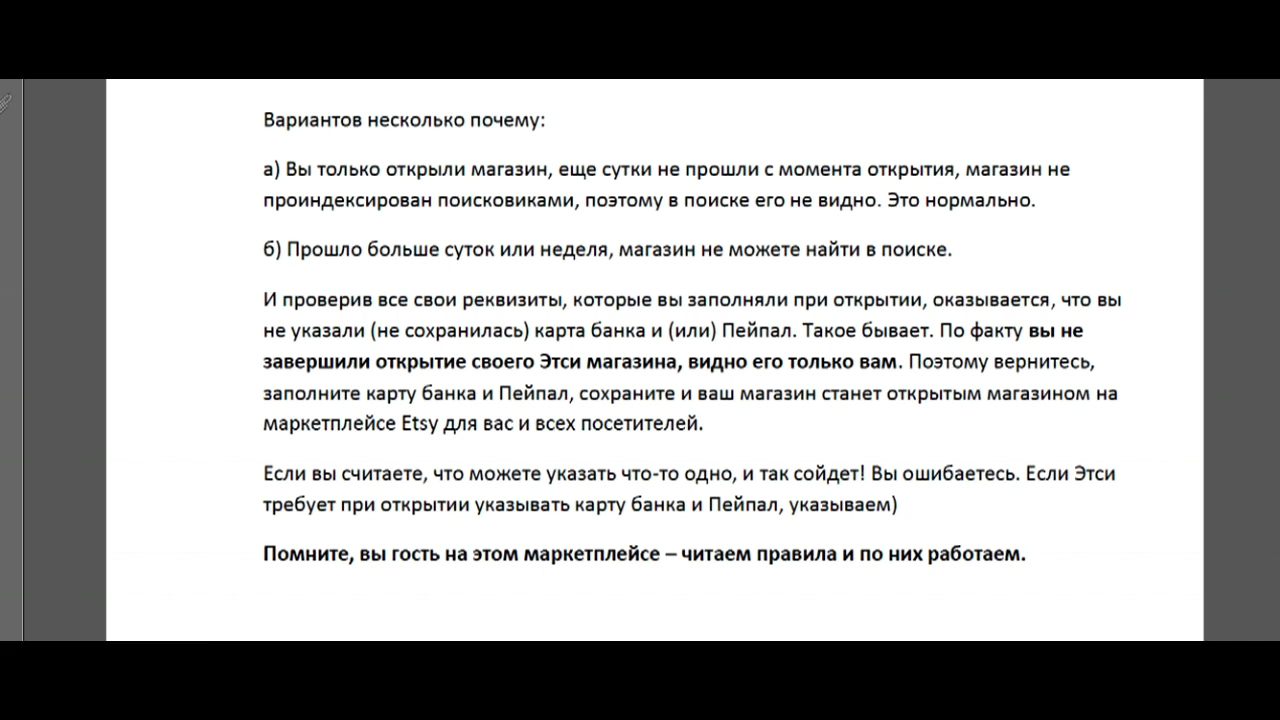 Вариантов несколько почему:
а) Вы только открыли магазин, еще сутки не прошли с момента открытия, магазин не
проиндексирован поисковиками, поэтому в поиске его не видно. Это нормально.
б) Прошло больше суток или неделя, магазин не можете найти в поиске.
И проверив все свои реквизиты, которые вы заполняли при открытии, оказывается, что вы
не указали (не сохранилась) карта банка и (или) Пейпал. Такое бывает. По факту вы не
завершили открытие своего Этси магазина, видно его только вам. Поэтому вернитесь,
заполните карту банка и Пейпал, сохраните и ваш магазин станет открытым магазином на
маркетплейсе Etsy для вас и всех посетителей.
Если вы считаете, что можете указать что-то одно, и так сойдет! Вы ошибаетесь. Если Этси
требует при открытии указывать карту банка и Пейпал, указываем)
Помните, вы гость на этом маркетплейсе – читаем правила и по них работаем.